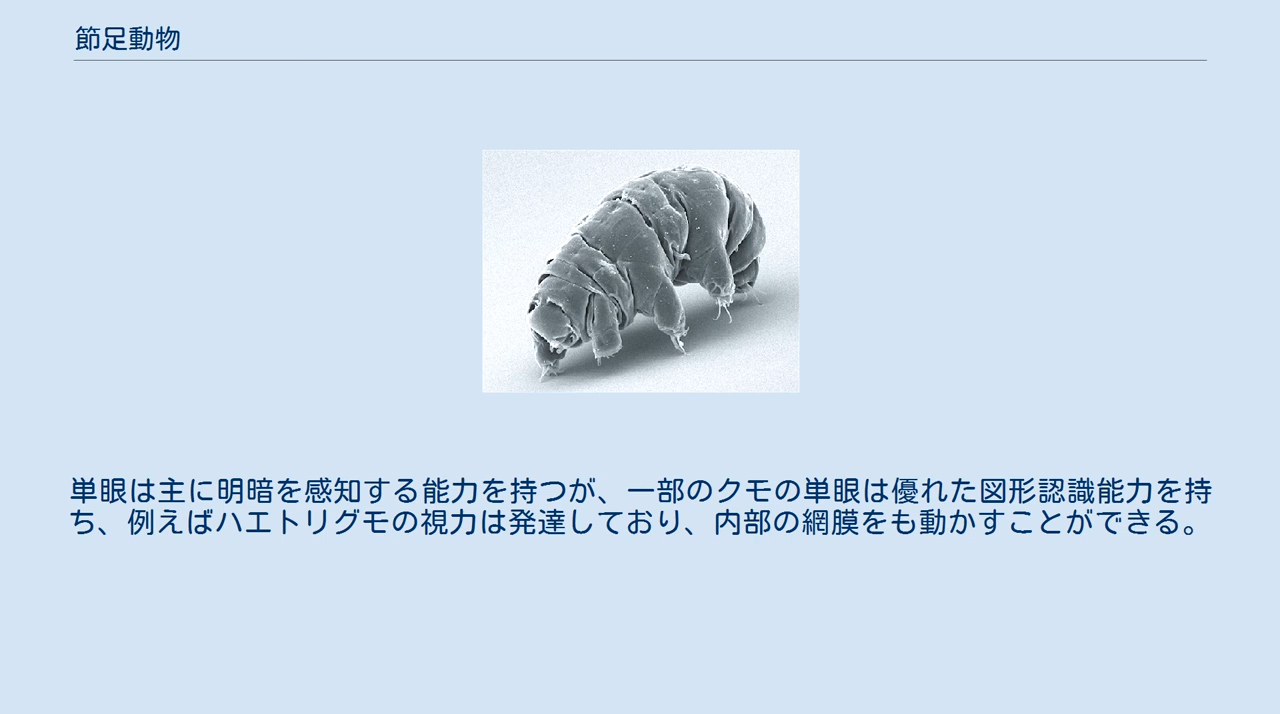 節足動物
単眼は主に明暗を感知する能力を持つが、一部のクモの単眼は優れた図形認識能力を持
ち、例えばハエトリグモの視力は発達しており、内部の網膜をも動かすことができる。